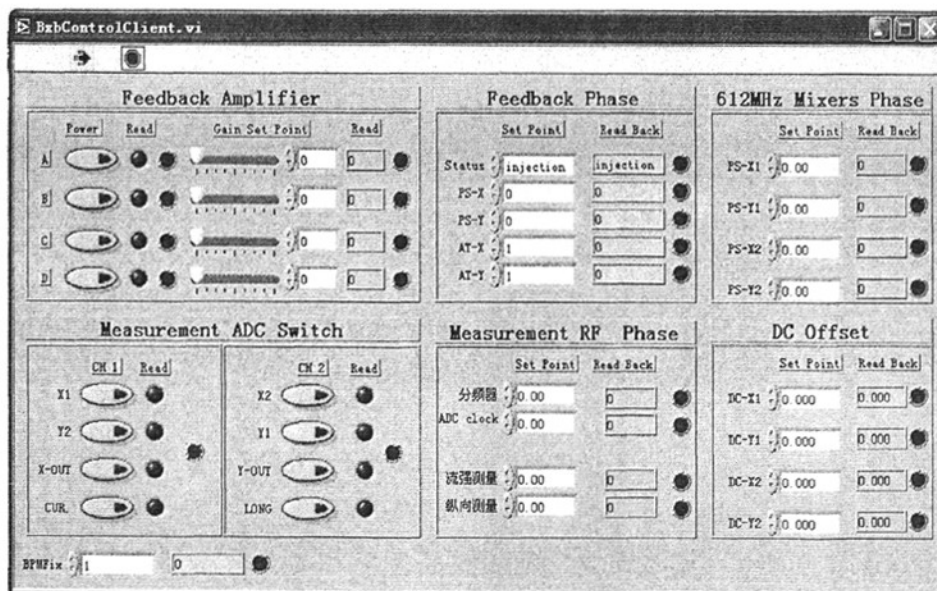 BxbControlClient.vi
Feedback Amplifier
Power Read Gain Set Point Read
A 0 0
B 0 0
C 0 0
D 0 0
Feedback Phase
Set Point Read Back
Status injection injection
PS-X 0 0
PS-Y 0 0
AT-X 1 0
AT-Y 1 0
612MHz Mixers Phase
Set Point Read Back
PS-X1 0.00 0
PS-Y1 0.00 0
PS-X2 0.00 0
PS-Y2 0.00 0
Measurement ADC Switch
CH 1 Read
X1
Y2
X-OUT
CUR.
CH 2 Read
X2
Y1
Y-OUT
LONG
Measurement RF Phase
Set Point Read Back
分频器 0.00 0
ADC clock 0.00 0
流强测量 0.00 0
纵向测量 0.00 0
DC Offset
Set Point Read Back
DC-X1 0.000 0.000
DC-Y1 0.000 0.000
DC-X2 0.000 0.000
DC-Y2 0.000 0.000
BPMFix 1 0